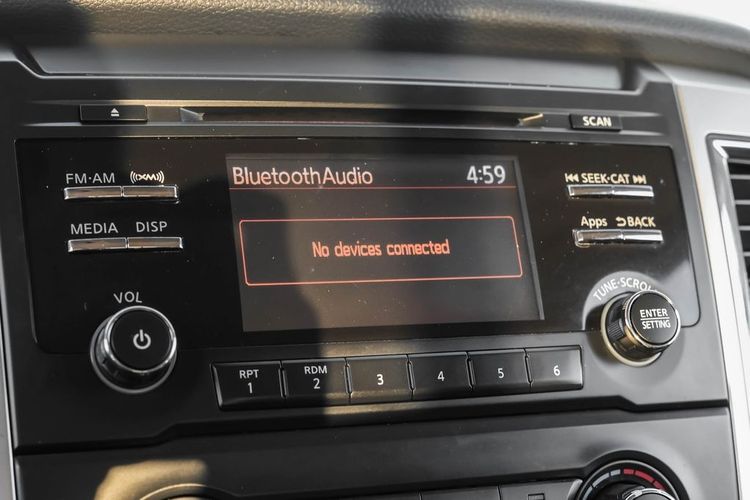 SCAN
FM·AM
((XM))
BluetoothAudio
4:59
SEEK·CAT
MEDIA
DISP
No devices connected
Apps
BACK
VOL
TUNE·SCROLL
ENTER
SETTING
RPT
1
RDM
2
3
4
5
6